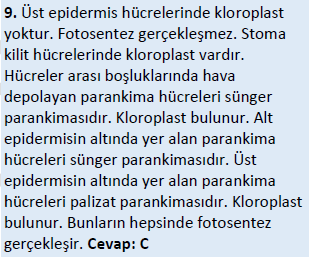 9. Üst epidermis hücrelerinde kloroplast
yoktur. Fotosentez gerçekleşmez. Stoma
kilit hücrelerinde kloroplast vardır.
Hücreler arası boşluklarında hava
depolayan parankima hücreleri sünger
parankimasıdır. Kloroplast bulunur. Alt
epidermisin altında yer alan parankima
hücreleri sünger parankimasıdır. Üst
epidermisin altında yer alan parankima
hücreleri palizat parankimasıdır. Kloroplast
bulunur. Bunların hepsinde fotosentez
gerçekleşir. Cevap: C